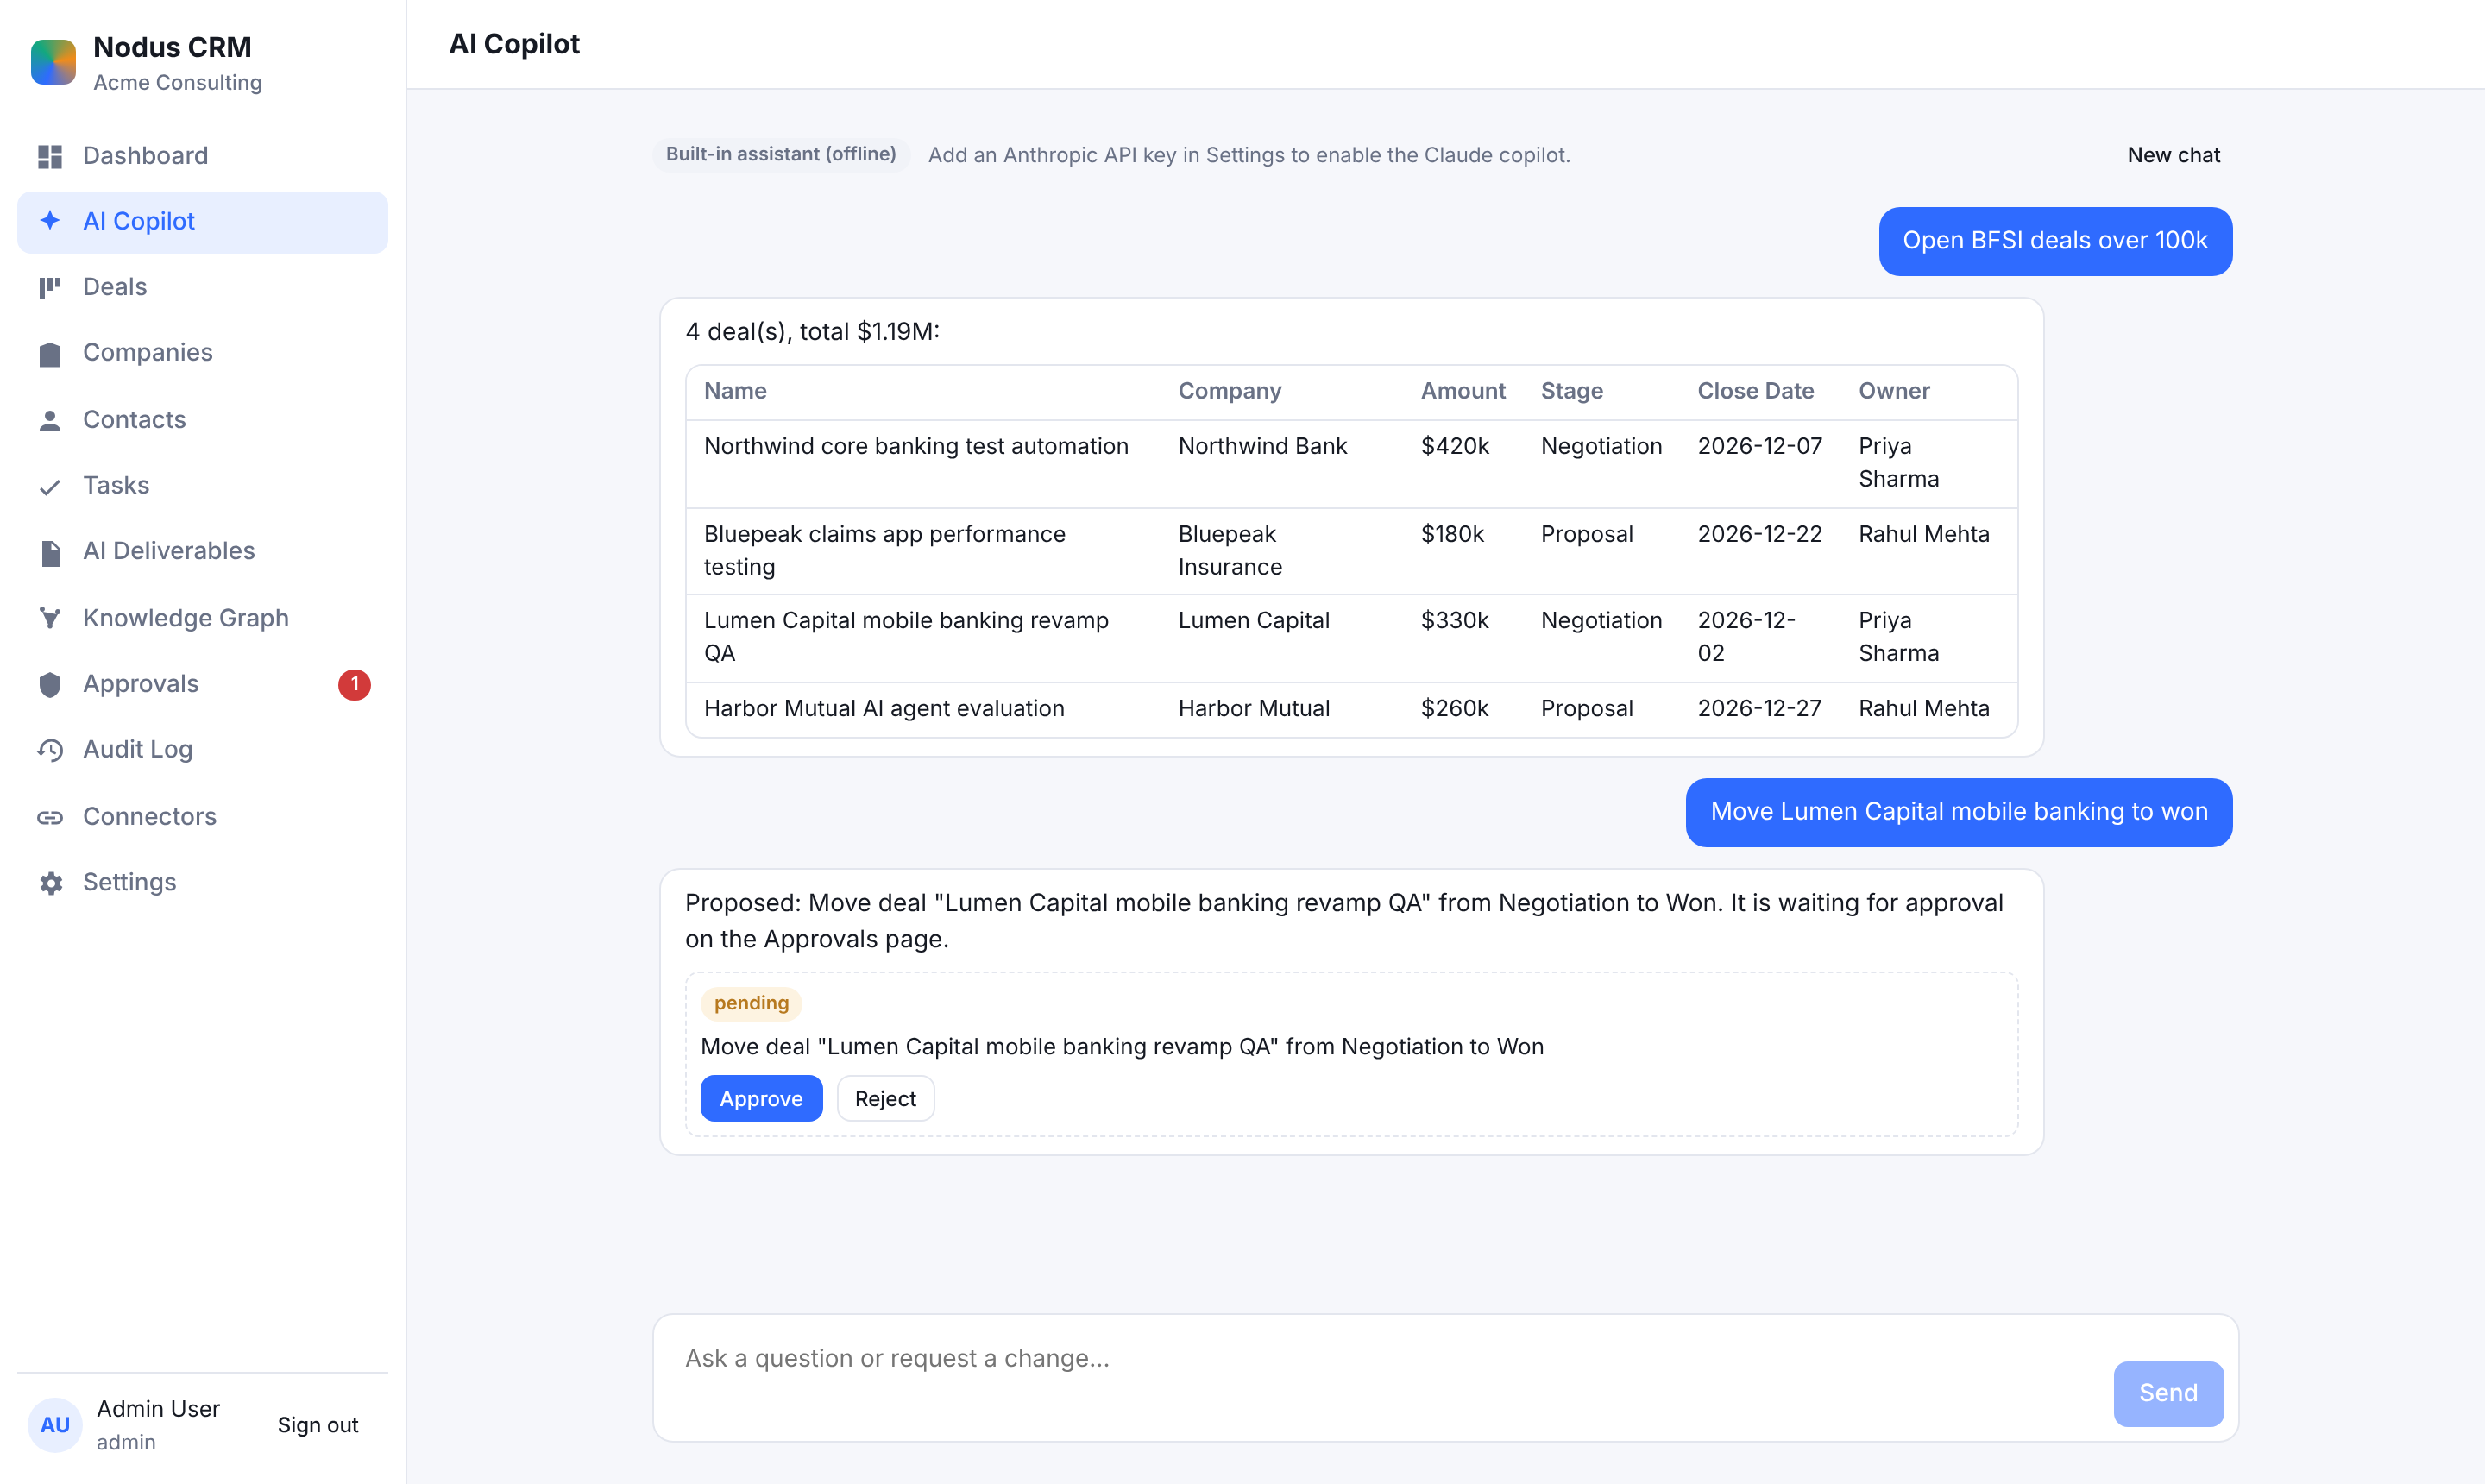 Nodus CRM
Acme Consulting
Dashboard
AI Copilot
Deals
Companies
Contacts
Tasks
AI Deliverables
Knowledge Graph
Approvals 1
Audit Log
Connectors
Settings
AU
Admin User
admin
Sign out
AI Copilot
Built-in assistant (offline) Add an Anthropic API key in Settings to enable the Claude copilot. New chat
Open BFSI deals over 100k
4 deal(s), total $1.19M:
Name Company Amount Stage Close Date Owner
Northwind core banking test automation Northwind Bank $420k Negotiation 2026-12-07 Priya
Sharma
Bluepeak claims app performance Bluepeak $180k Proposal 2026-12-22 Rahul Mehta
testing Insurance
Lumen Capital mobile banking revamp Lumen Capital $330k Negotiation 2026-12- Priya
QA 02 Sharma
Harbor Mutual AI agent evaluation Harbor Mutual $260k Proposal 2026-12-27 Rahul Mehta
Move Lumen Capital mobile banking to won
Proposed: Move deal "Lumen Capital mobile banking revamp QA" from Negotiation to Won. It is waiting for approval
on the Approvals page.
pending
Move deal "Lumen Capital mobile banking revamp QA" from Negotiation to Won
Approve Reject
Ask a question or request a change...
Send